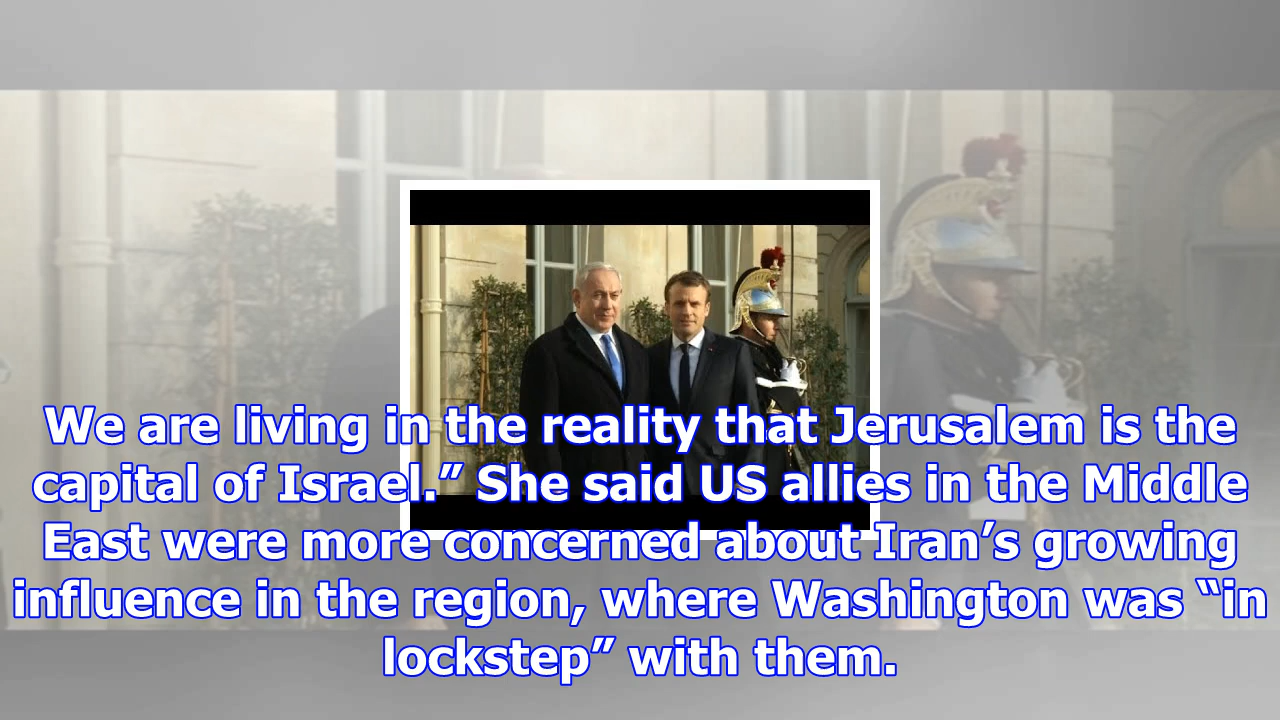 We are living in the reality that Jerusalem is the
capital of Israel.” She said US allies in the Middle
East were more concerned about Iran’s growing
influence in the region, where Washington was “in
lockstep” with them.